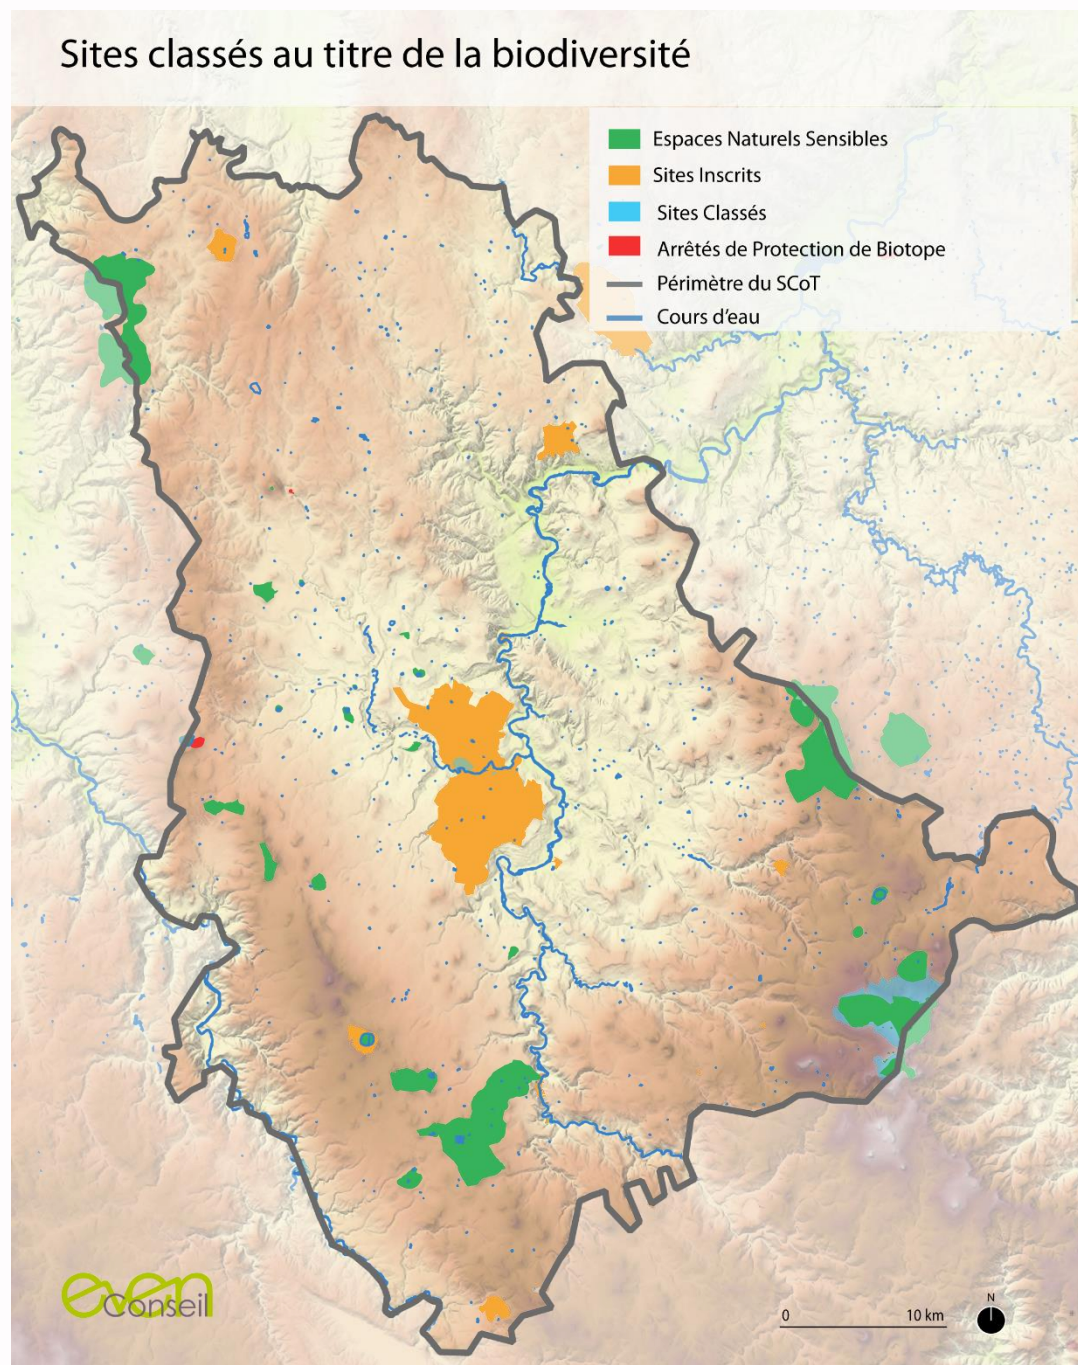 Sites classés au titre de la biodiversité
Espaces Naturels Sensibles
Sites Inscrits
Sites Classés
Arrêtés de Protection de Biotope
Périmètre du SCoT
Cours d'eau
even
Conseil
0 10 km
N